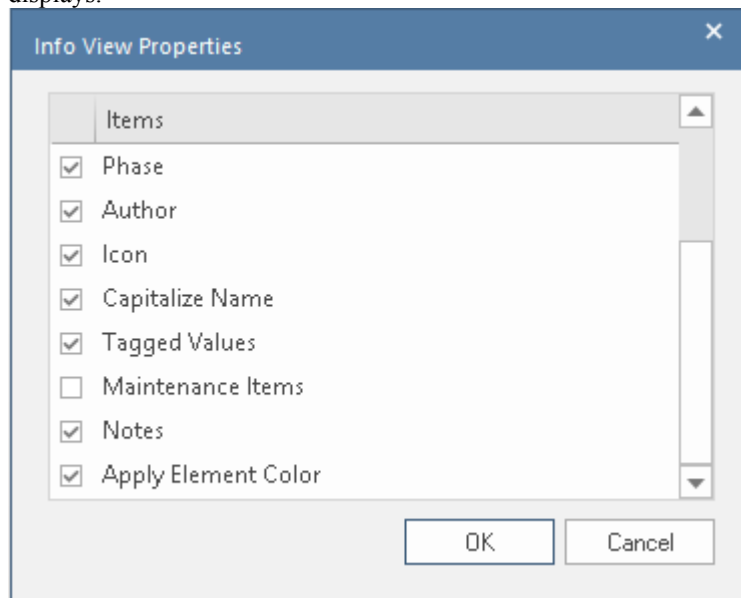 displays.
Info View Properties
Items
Phase
Author
Icon
Capitalize Name
Tagged Values
Maintenance Items
Notes
Apply Element Color
OK Cancel